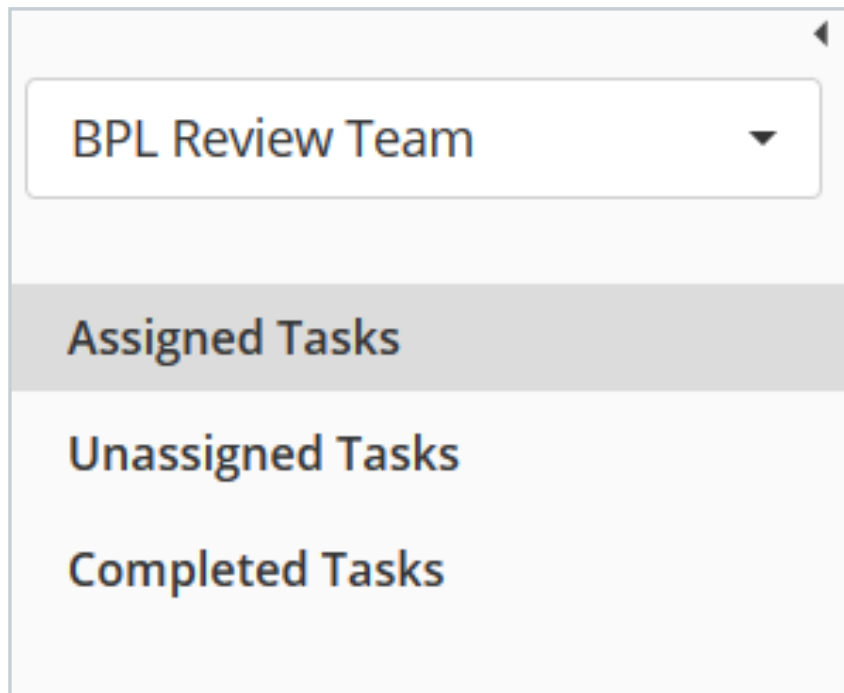 BPL Review Team
Assigned Tasks
Unassigned Tasks
Completed Tasks